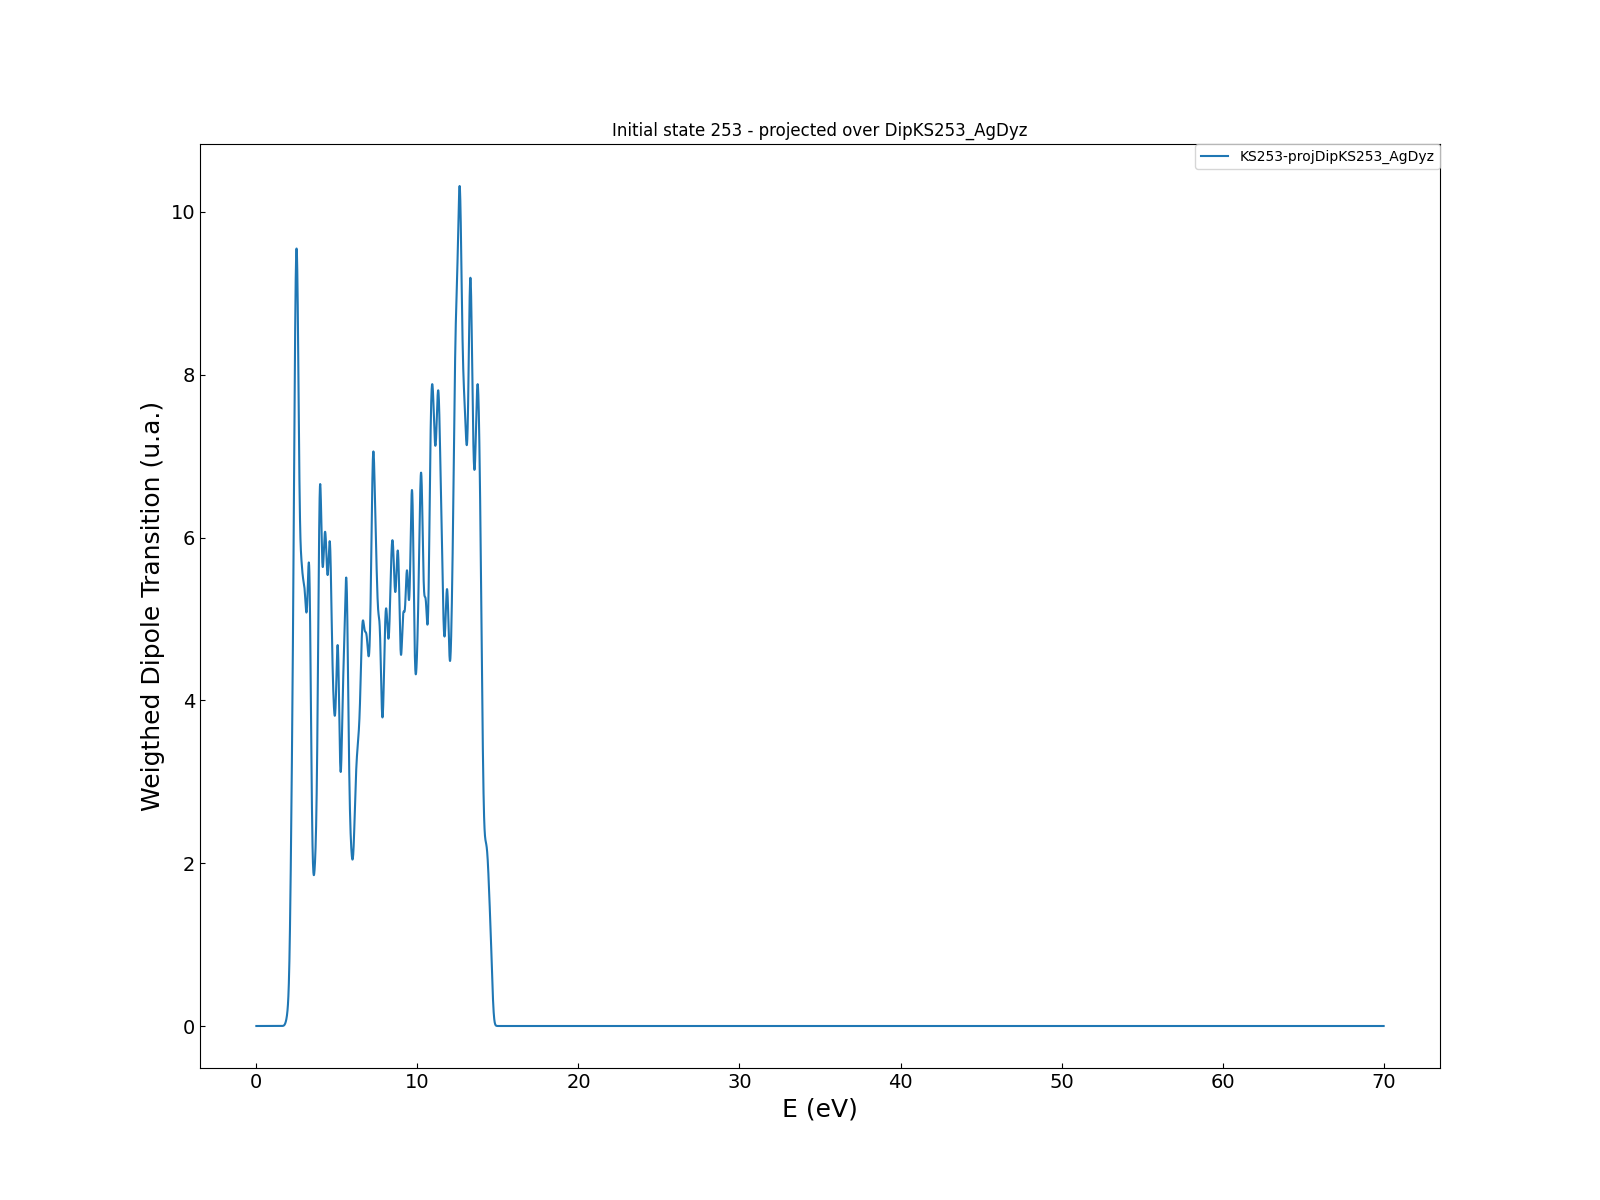 Initial state 253 - projected over DipKS253_AgDyz
KS253-projDipKS253_AgDyz
Weigthed Dipole Transition (u.a.)
10
8
6
4
2
0
0 10 20 30 40 50 60 70
E (eV)